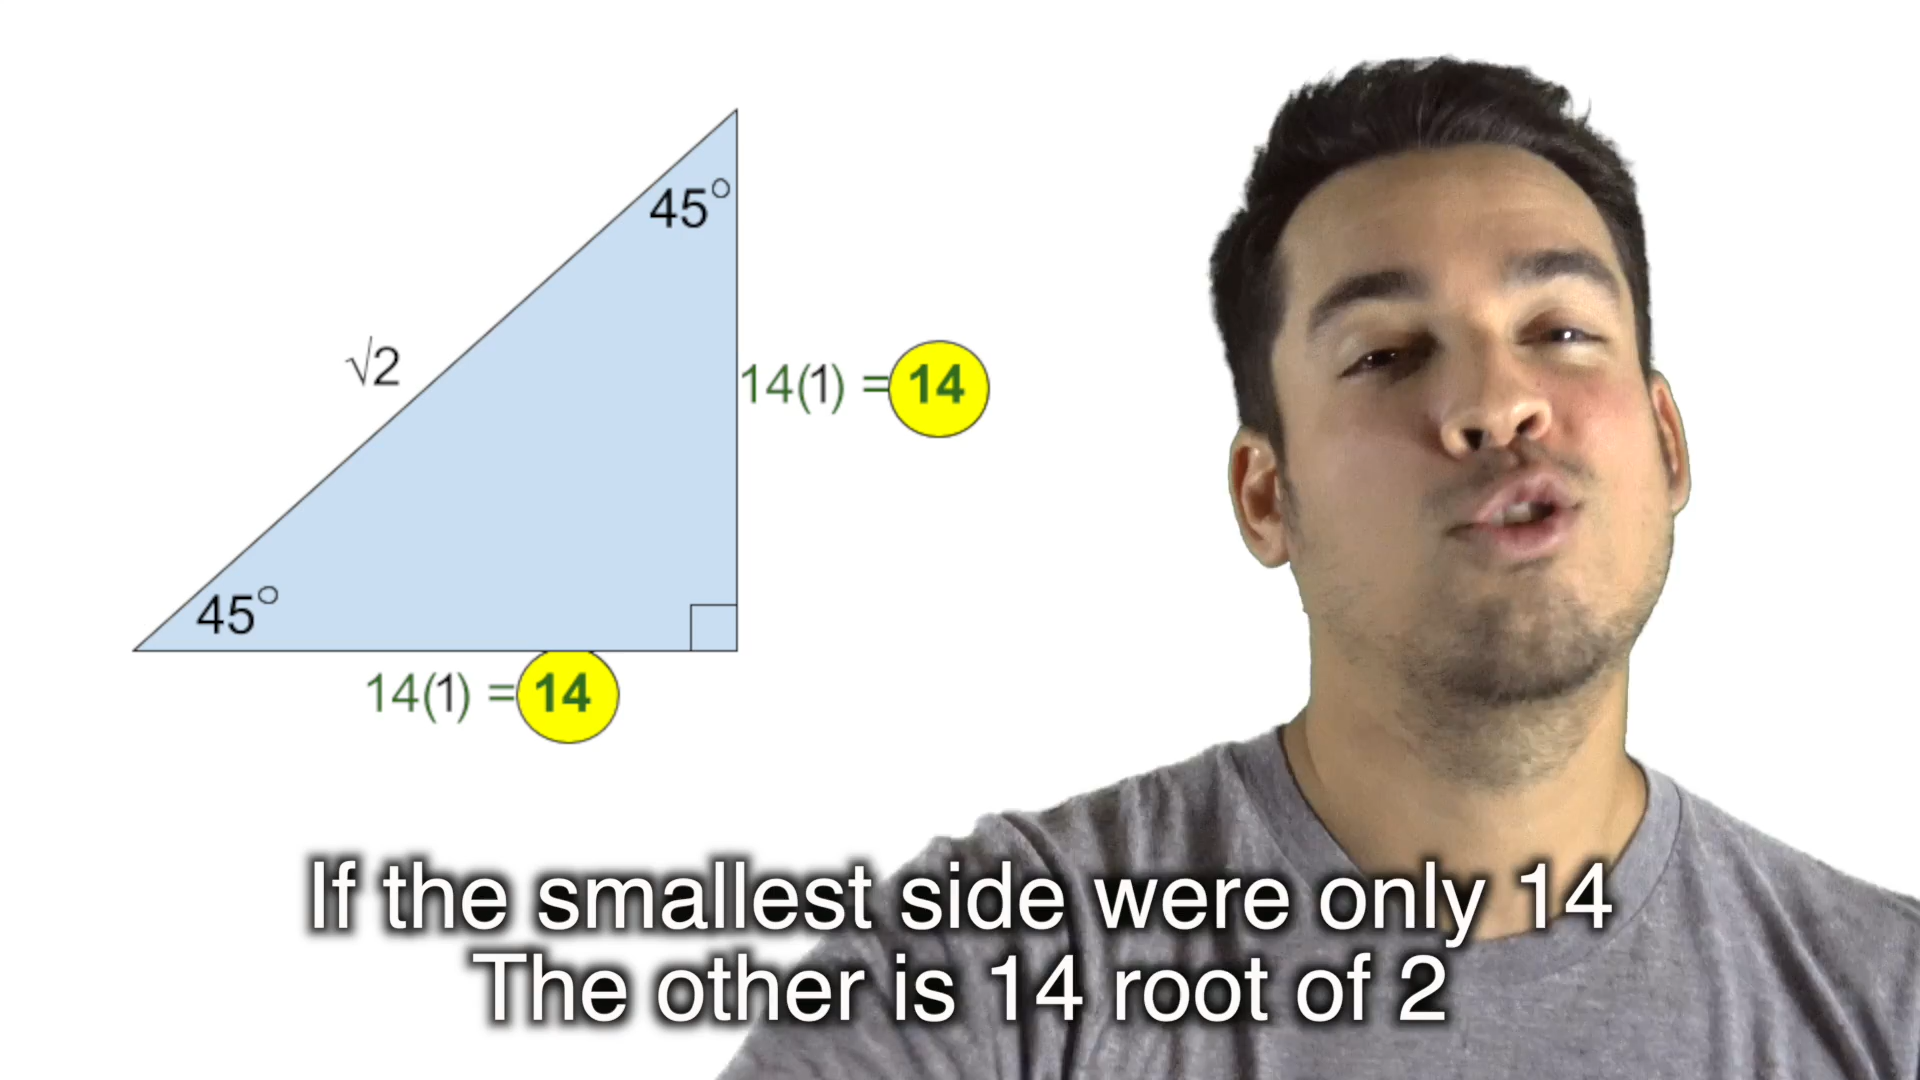 45°
√2
14(1) = 14
45°
14(1) = 14
If the smallest side were only 14
The other is 14 root of 2